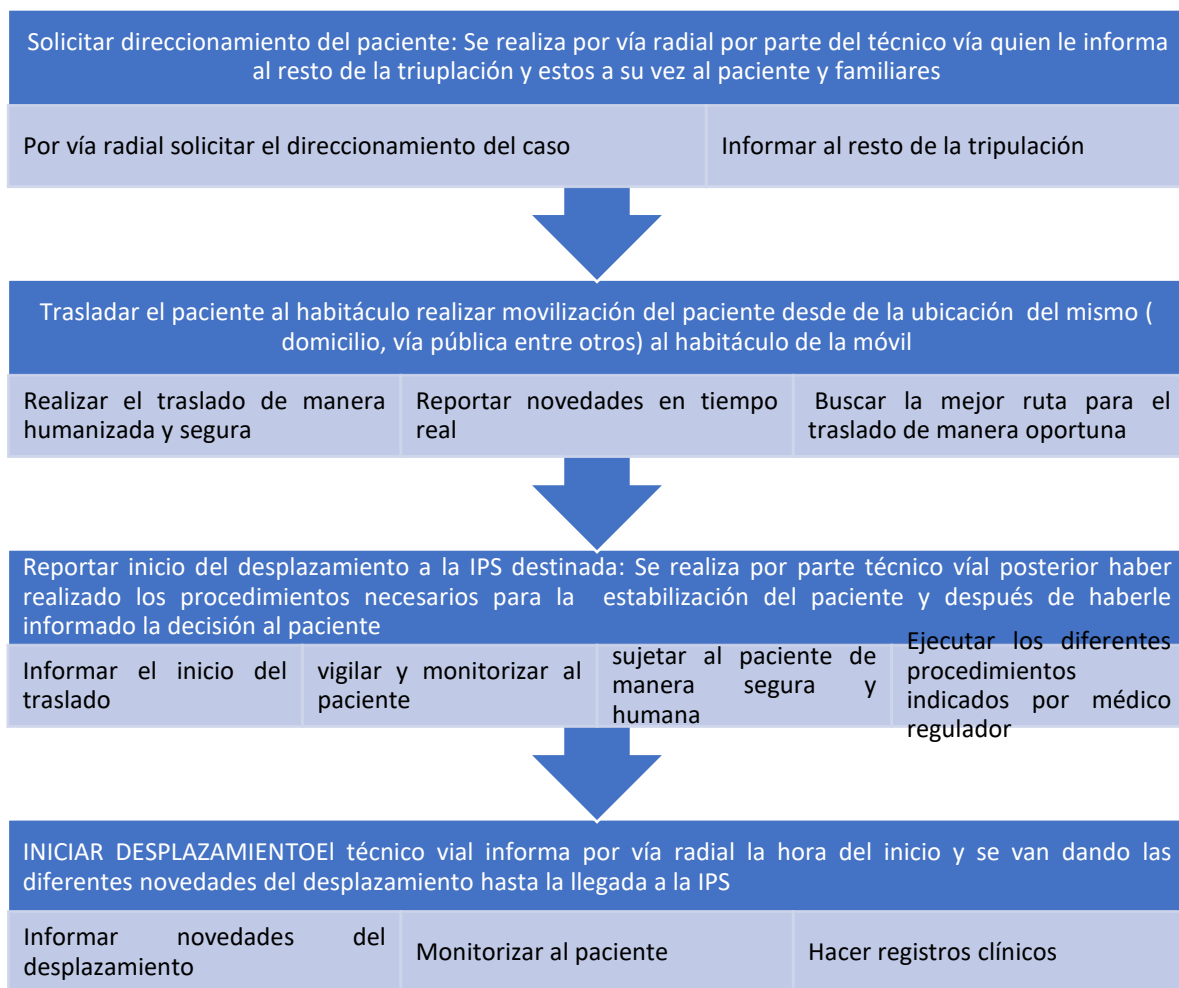 Solicitar direccionamiento del paciente: Se realiza por vía radial por parte del técnico vía quien le informa
al resto de la triuplación y estos a su vez al paciente y familiares
Por vía radial solicitar el direccionamiento del caso
Informar al resto de la tripulación
Trasladar el paciente al habitáculo realizar movilización del paciente desde de la ubicación del mismo (
domicilio, vía pública entre otros) al habitáculo de la móvil
Realizar el traslado de manera
humanizada y segura
Reportar novedades en tiempo
real
Buscar la mejor ruta para el
traslado de manera oportuna
Reportar inicio del desplazamiento a la IPS destinada: Se realiza por parte técnico víal posterior haber
realizado los procedimientos necesarios para la estabilización del paciente y después de haberle
informado la decisión al paciente
Informar el inicio del
traslado
vigilar y monitorizar al
paciente
sujetar al paciente de
manera segura y
humana
Ejecutar los diferentes
procedimientos
indicados por médico
regulador
INICIAR DESPLAZAMIENTOEl técnico vial informa por vía radial la hora del inicio y se van dando las
diferentes novedades del desplazamiento hasta la llegada a la IPS
Informar novedades del
desplazamiento
Monitorizar al paciente
Hacer registros clínicos